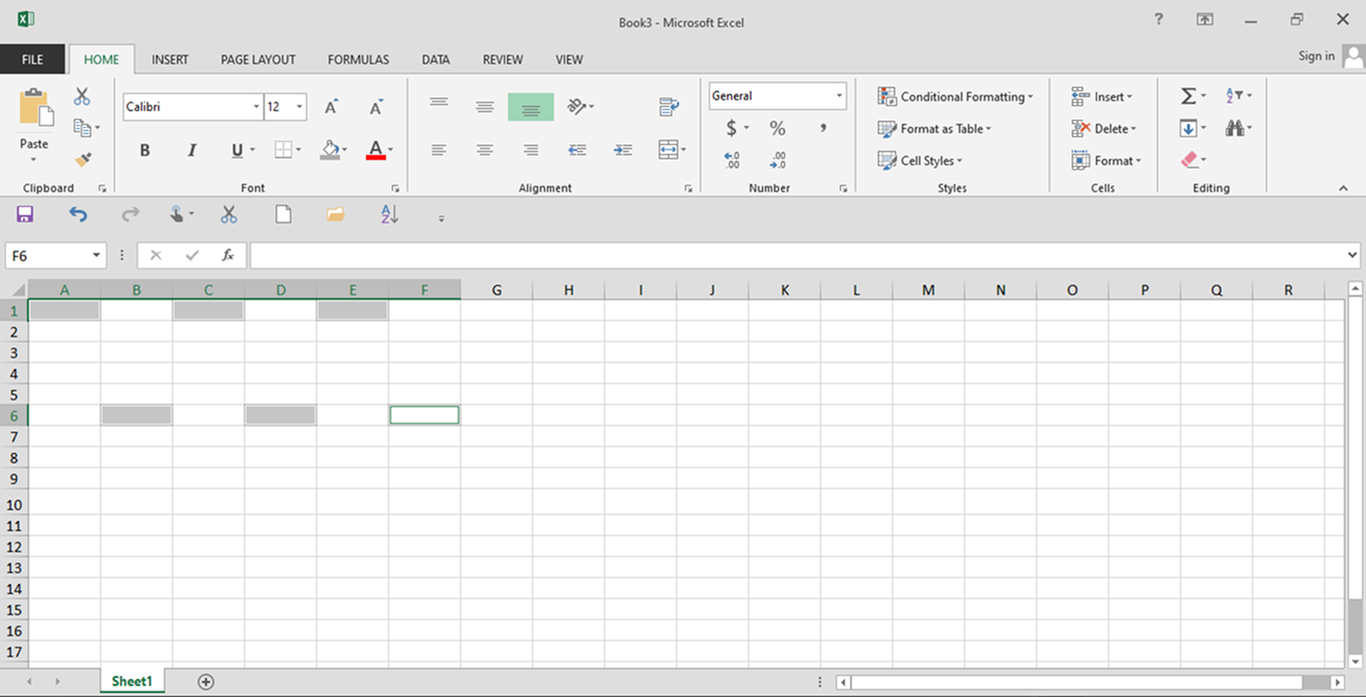 Book3 - Microsoft Excel ?
FILE HOME INSERT PAGE LAYOUT FORMULAS DATA REVIEW VIEW Sign in
Calibri 12 General Conditional Formatting Insert Σ
$ % , Format as Table Delete
Paste B I U A Cell Styles Format
Clipboard Font Alignment Number Styles Cells Editing
F6 fx
A B C D E F G H I J K L M N O P Q R
1
2
3
4
5
6
7
8
9
10
11
12
13
14
15
16
17
Sheet1